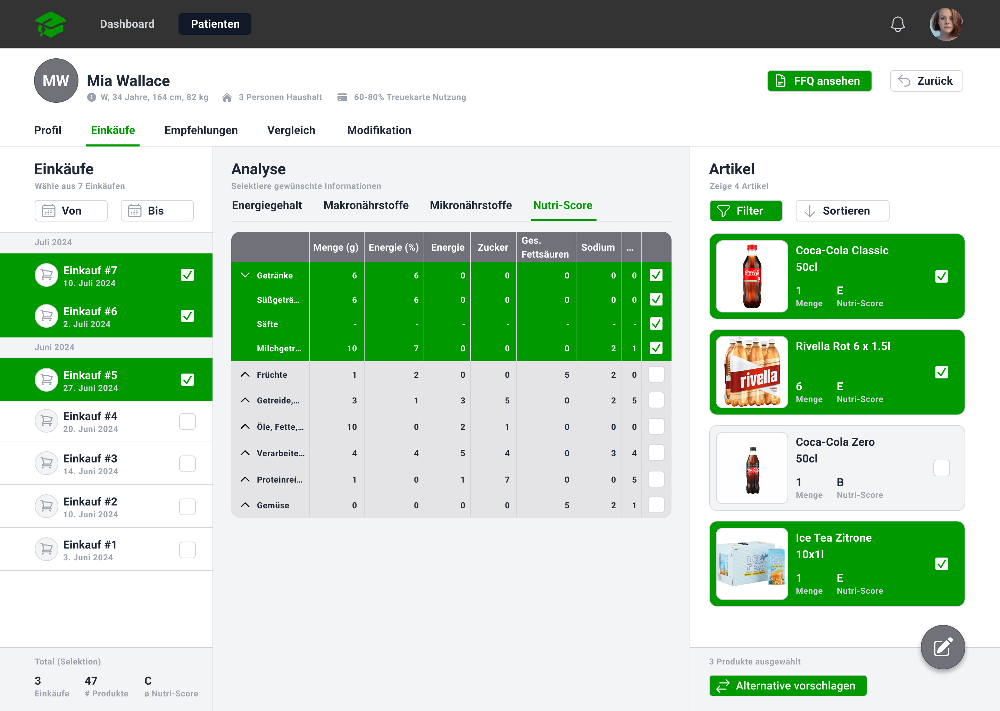 Dashboard
Patienten
MW
Mia Wallace
W, 34 Jahre, 164 cm, 82 kg
3 Personen Haushalt
60-80% Treuekarte Nutzung
FFQ ansehen
Zurück
Profil
Einkäufe
Empfehlungen
Vergleich
Modifikation
Einkäufe
Wähle aus 7 Einkäufen
Von
Bis
Juli 2024
Einkauf #7
10. Juli 2024
Einkauf #6
2. Juli 2024
Juni 2024
Einkauf #5
27. Juni 2024
Einkauf #4
20. Juni 2024
Einkauf #3
14. Juni 2024
Einkauf #2
10. Juni 2024
Einkauf #1
3. Juni 2024
Total (Selektion)
3 47 C
Einkäufe # Produkte ø Nutri-Score
Analyse
Selektiere gewünschte Informationen
Energiegehalt Makronährstoffe Mikronährstoffe Nutri-Score
Menge (g) Energie (%) Energie Zucker Ges. Fettsäuren Sodium ...
Getränke 6 6 0 0 0 0 0
Süßgeträ... 6 6 0 0 0 0 0
Säfte - - - - - - -
Milchgetr... 10 7 0 0 0 2 1
Früchte 1 2 0 0 5 2 0
Getreide,... 3 1 3 5 0 2 5
Öle, Fette,... 10 0 2 1 0 0 0
Verarbeite... 4 4 5 4 0 3 4
Proteinrei... 1 0 1 7 0 0 5
Gemüse 0 0 0 0 5 2 1
Artikel
Zeige 4 Artikel
Filter
Sortieren
Coca-Cola
Coca-Cola Classic
50cl
1 E
Menge Nutri-Score
rivella
Rivella Rot 6 x 1.5l
6 E
Menge Nutri-Score
Coca-Cola
Coca-Cola Zero
50cl
1 B
Menge Nutri-Score
ICE
TEA
light
ICE
TEA
Ice Tea Zitrone
10x1l
1 E
Menge Nutri-Score
3 Produkte ausgewählt
Alternative vorschlagen